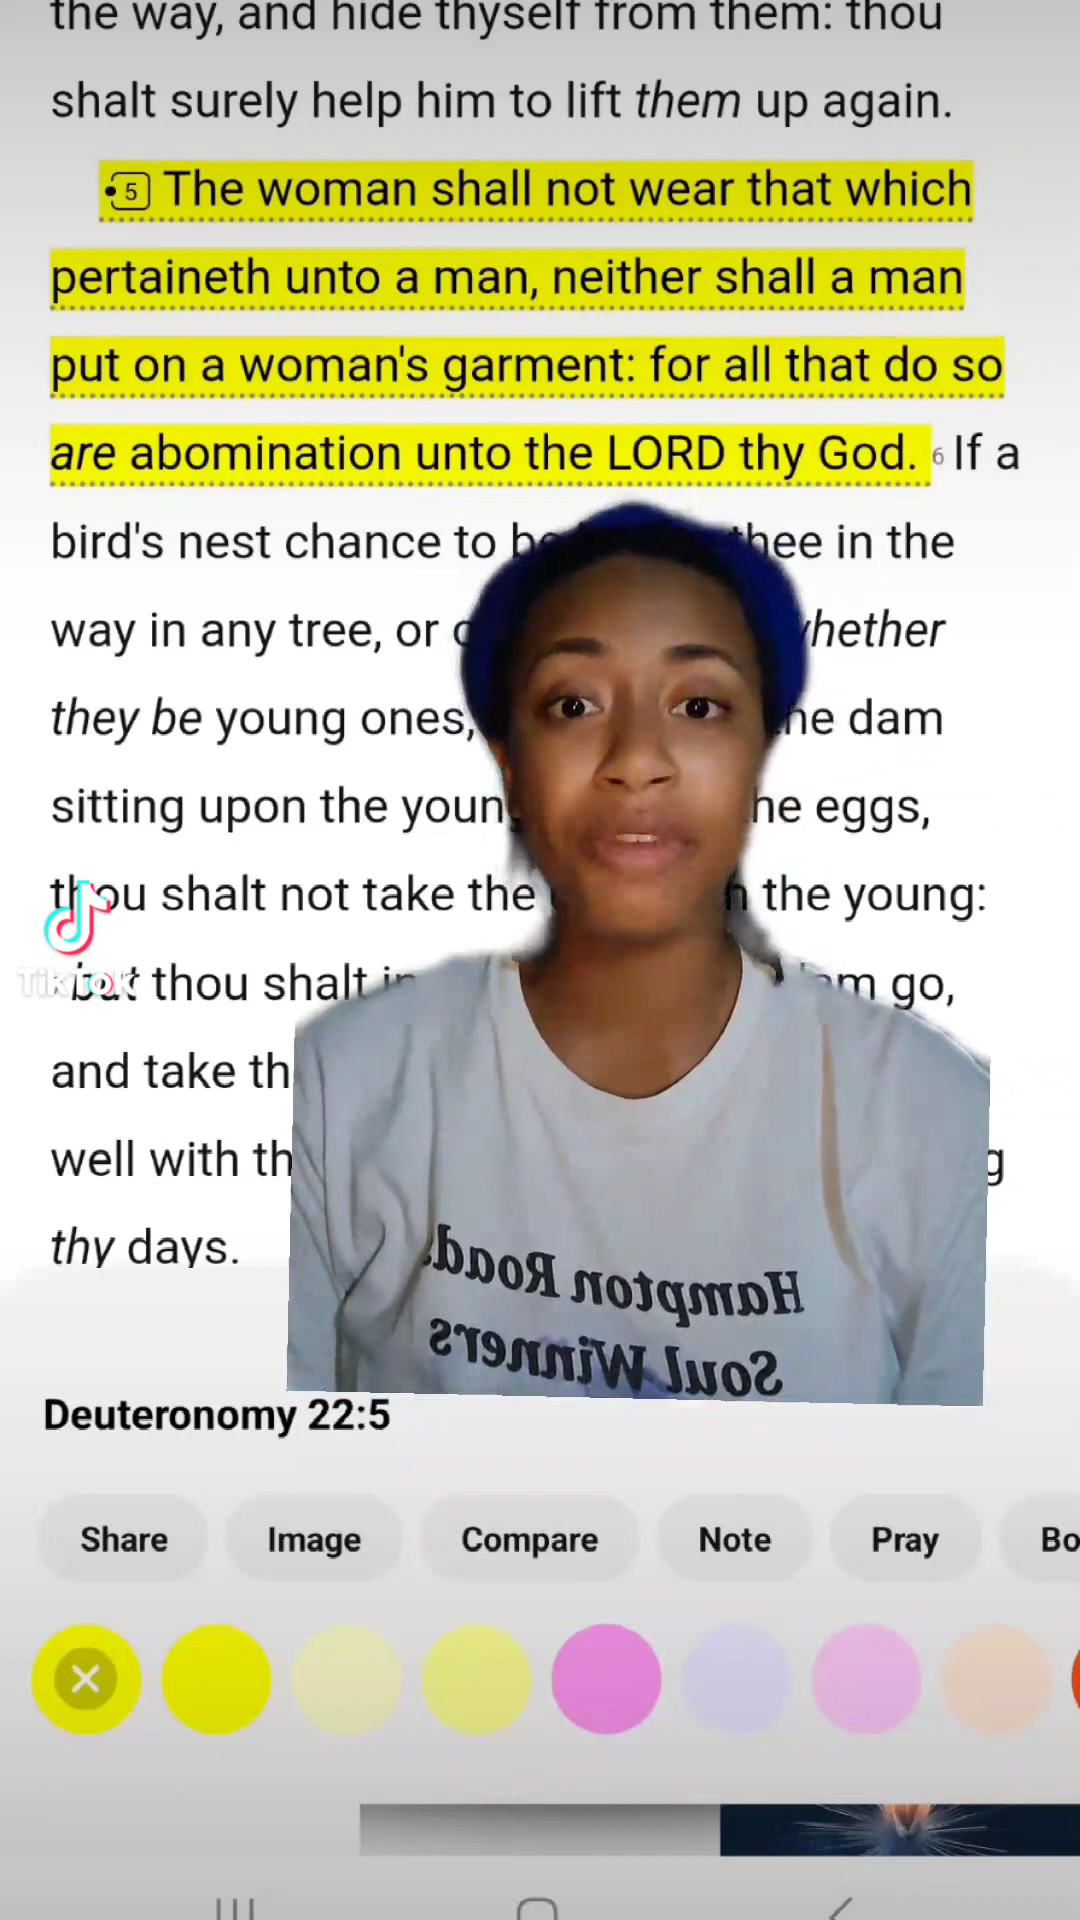 the way, and hide thyself from them: thou
shalt surely help him to lift them up again.
5 The woman shall not wear that which
pertaineth unto a man, neither shall a man
put on a woman's garment: for all that do so
are abomination unto the LORD thy God. 6 If a
bird's nest chance to thee in the
way in any tree, or whether
they be young ones, dam
sitting upon the young eggs,
thou shalt not take the the young:
but thou shalt go,
and take
well with
thy days.
TikTok
Hampton Road
Soul Winners
Deuteronomy 22:5
Share Image Compare Note Pray